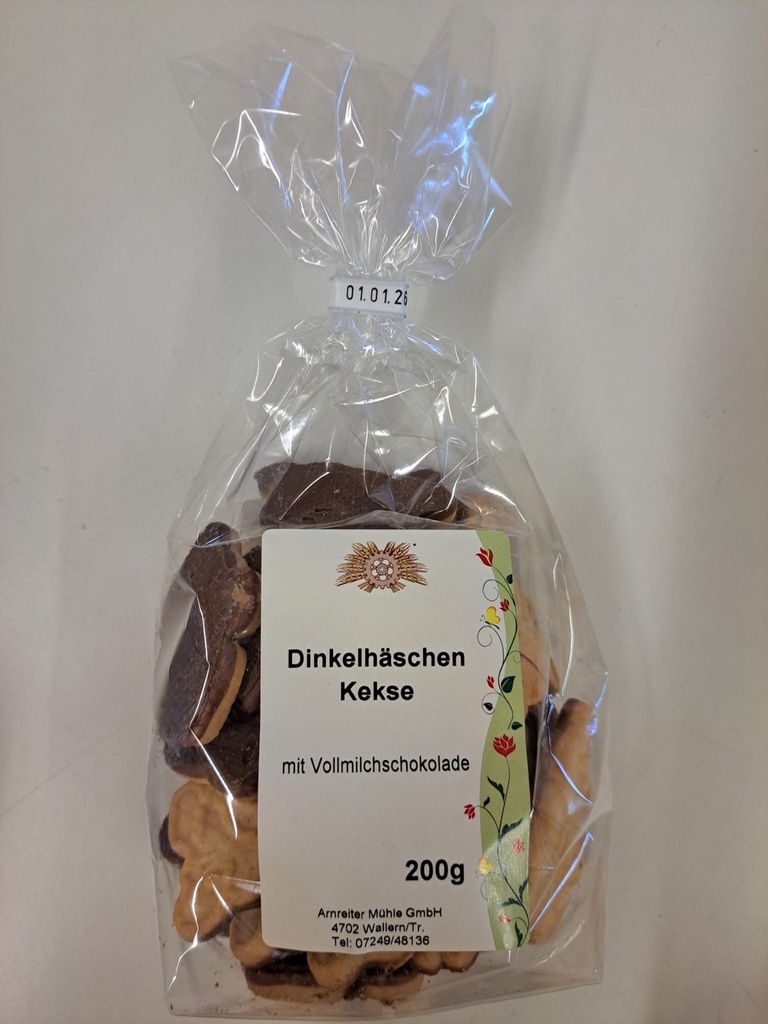 01.01.26
Dinkelhäschen
Kekse
mit Vollmilchschokolade
200g
Arnreiter Mühle GmbH
4702 Wallern/Tr.
Tel: 07249/48136